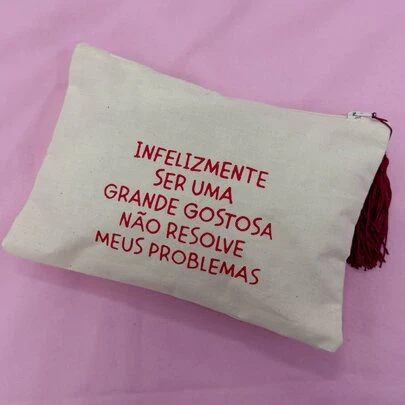 INFELIZMENTE
SER UMA
GRANDE GOSTOSA
NÃO RESOLVE
MEUS PROBLEMAS